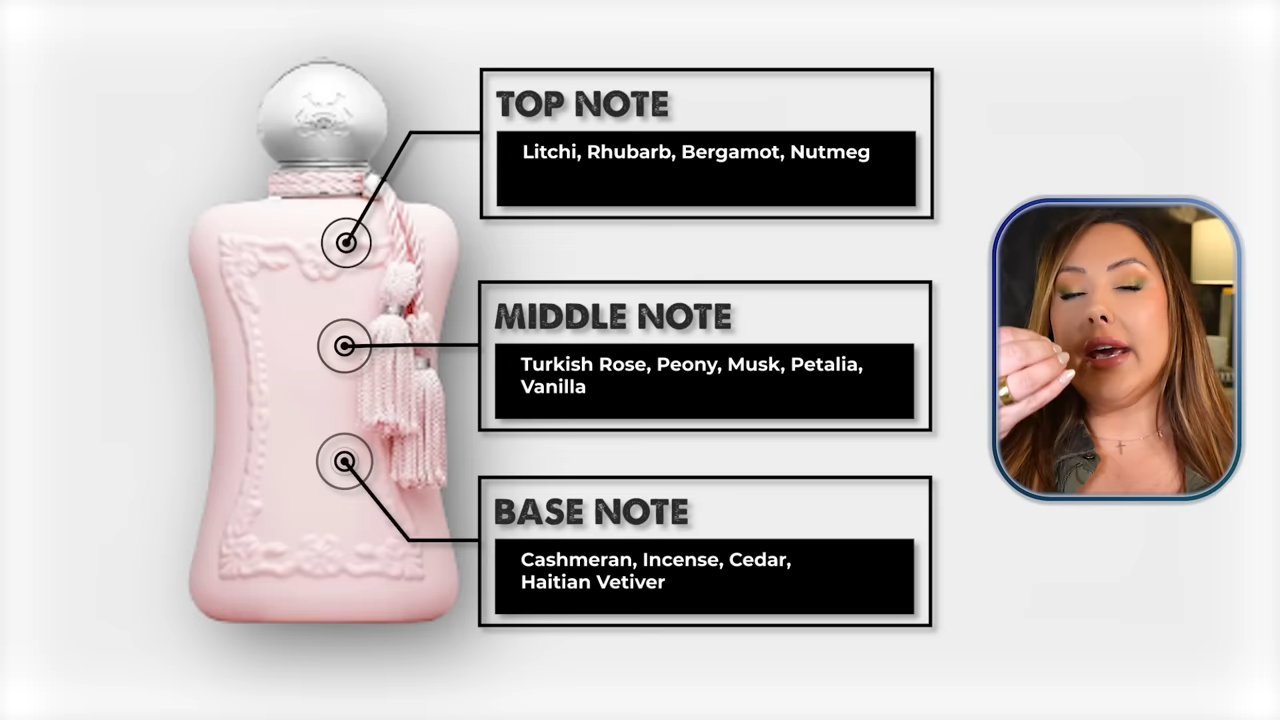 TOP NOTE
Litchi, Rhubarb, Bergamot, Nutmeg
MIDDLE NOTE
Turkish Rose, Peony, Musk, Petalia,
Vanilla
BASE NOTE
Cashmeran, Incense, Cedar,
Haitian Vetiver